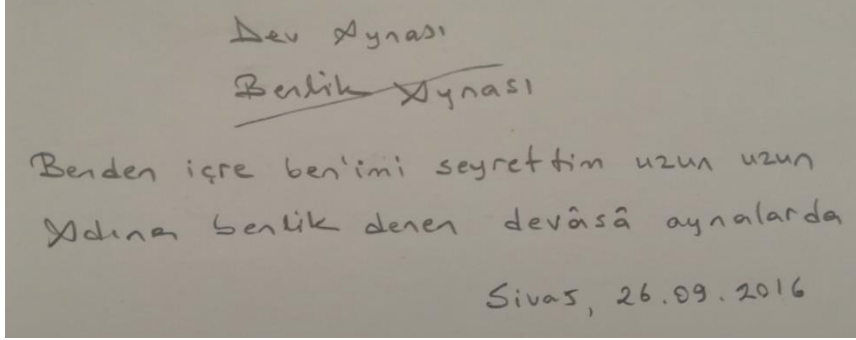 Dev Aynası
Benlik Aynası
Benden içre ben'imi seyrettim uzun uzun
Adına benlik denen devâsâ aynalarda
Sivas, 26.09.2016